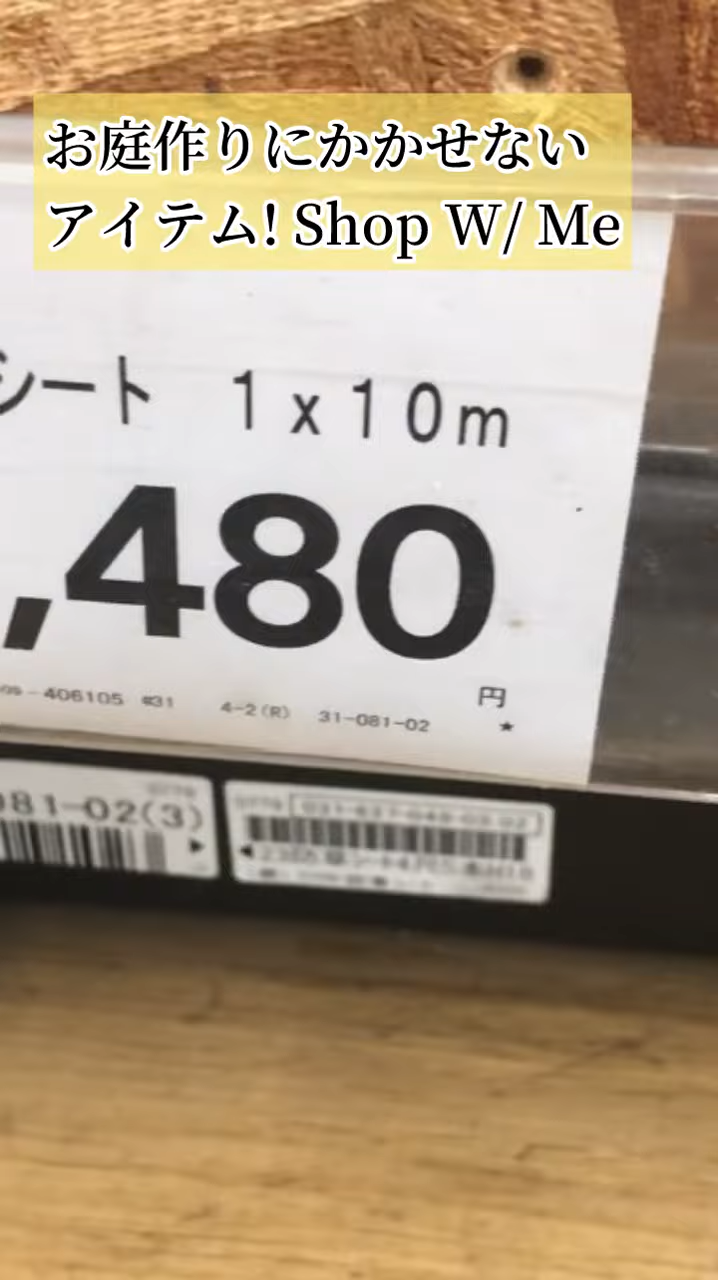 お庭作りにかかせない
アイテム! Shop W/ Me
シート 1x10m
,480
円
406105 #31 4-2(R) 31-081-02 ★
081-02(3)